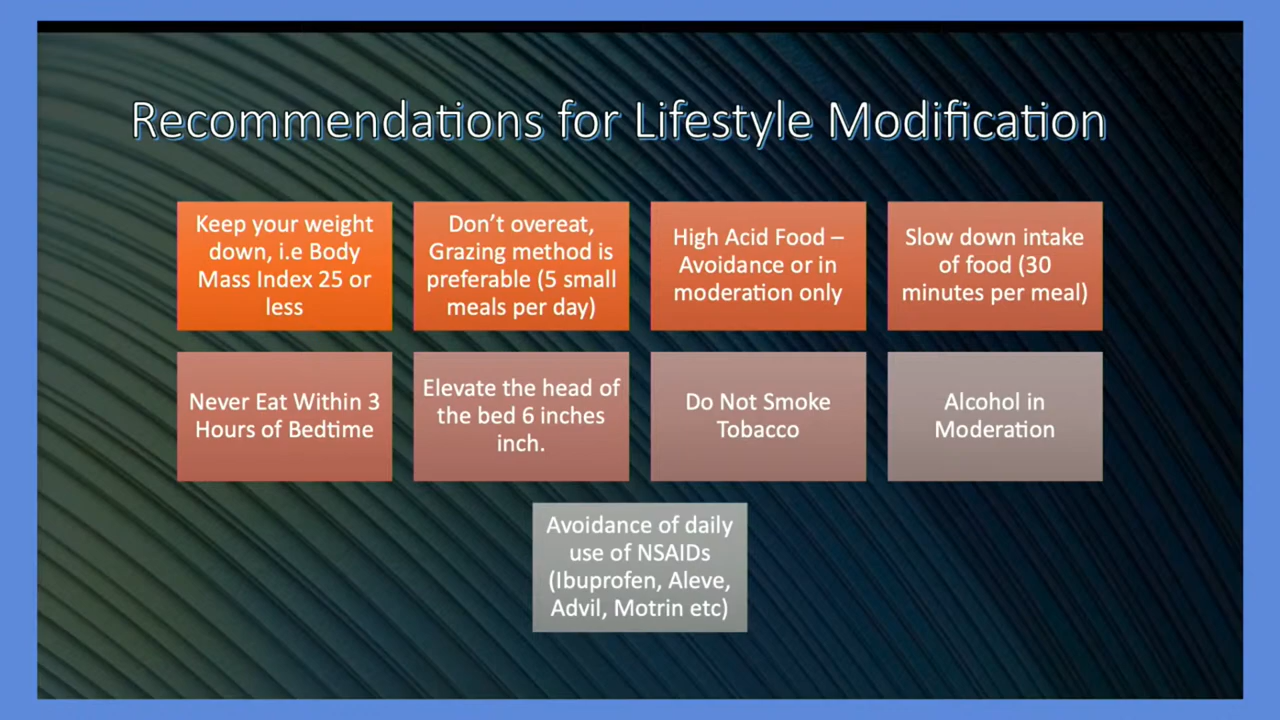 Recommendations for Lifestyle Modification
Keep your weight
down, i.e Body
Mass Index 25 or
less
Don’t overeat,
Grazing method is
preferable (5 small
meals per day)
High Acid Food –
Avoidance or in
moderation only
Slow down intake
of food (30
minutes per meal)
Never Eat Within 3
Hours of Bedtime
Elevate the head of
the bed 6 inches
inch.
Do Not Smoke
Tobacco
Alcohol in
Moderation
Avoidance of daily
use of NSAIDs
(Ibuprofen, Aleve,
Advil, Motrin etc)